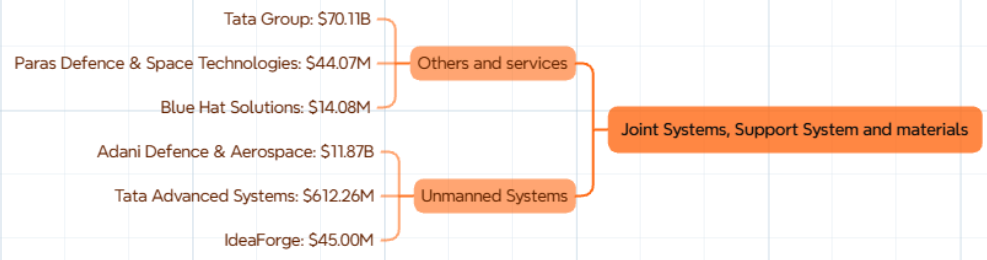 Tata Group: $70.11B
Paras Defence & Space Technologies: $44.07M
Others and services
Blue Hat Solutions: $14.08M
Joint Systems, Support System and materials
Adani Defence & Aerospace: $11.87B
Tata Advanced Systems: $612.26M
Unmanned Systems
IdeaForge: $45.00M